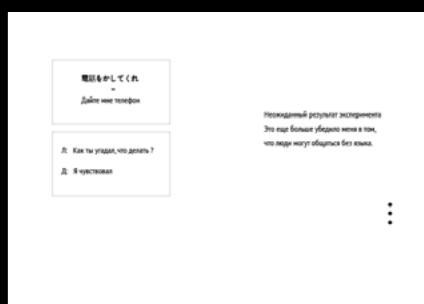 電話をかしてくれ
–
Дайте мне телефон
Л: Как ты угадал, что делать ?
Д: Я чувствовал
Неожиданный результат эксперимента
Это еще больше убедило меня в том,
что люди могут общаться без языка.